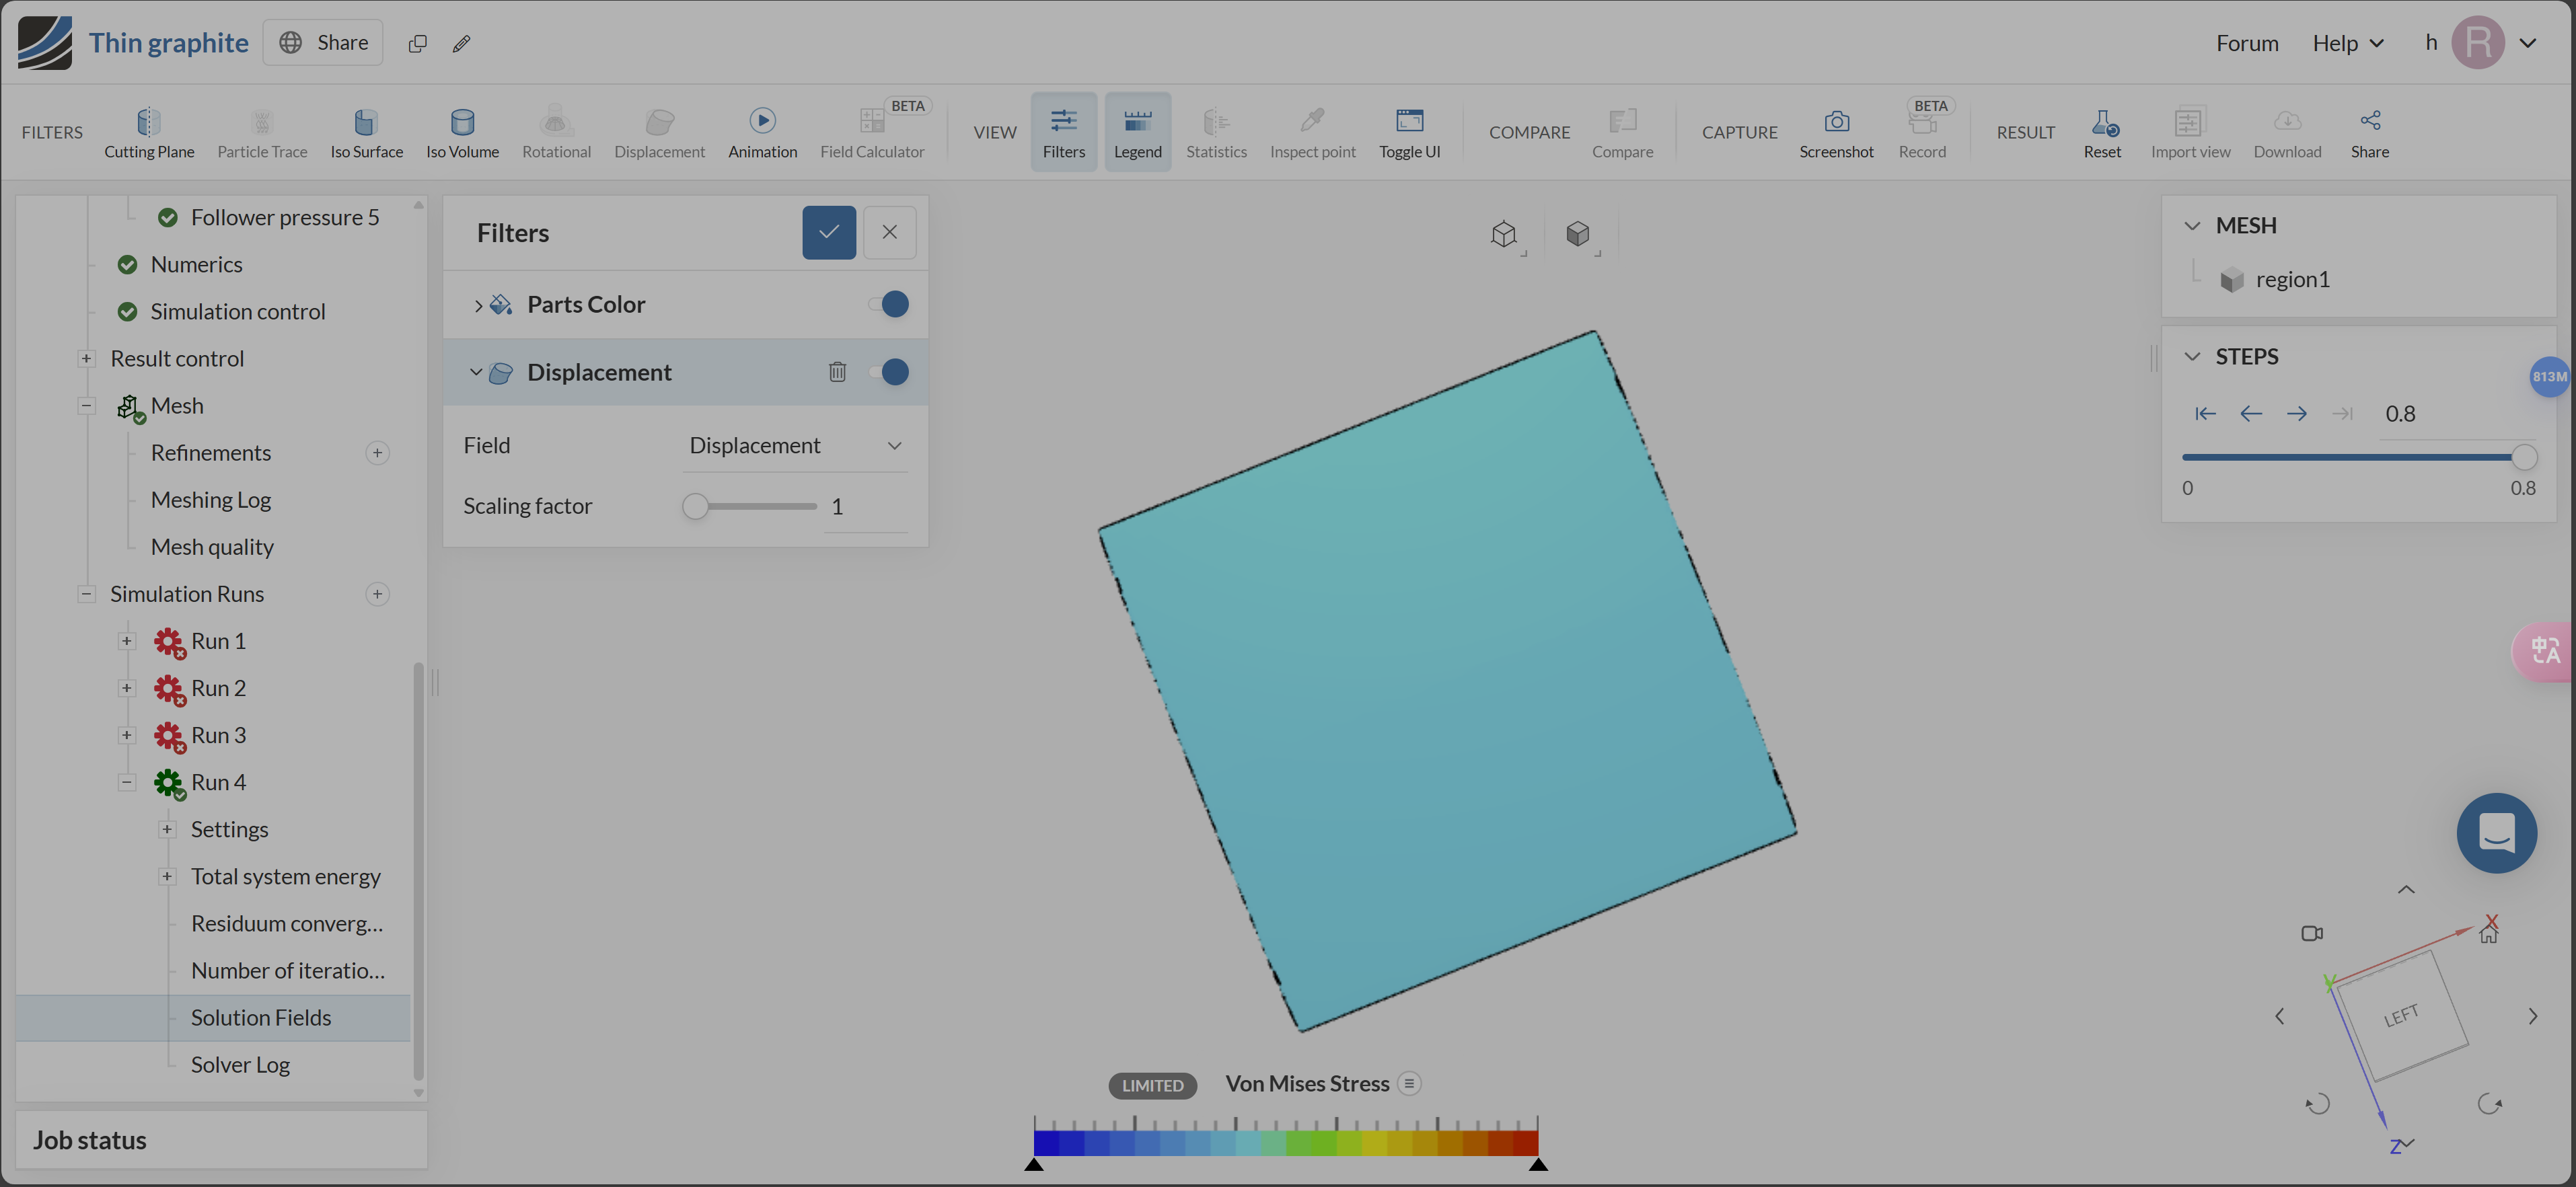 Thin graphite
Share
Forum
Help
h
R
FILTERS
Cutting Plane
Particle Trace
Iso Surface
Iso Volume
Rotational
Displacement
Animation
BETA
Field Calculator
VIEW
Filters
Legend
Statistics
Inspect point
Toggle UI
COMPARE
Compare
CAPTURE
Screenshot
BETA
Record
RESULT
Reset
Import view
Download
Share
Follower pressure 5
Numerics
Simulation control
Result control
Mesh
Refinements
Meshing Log
Mesh quality
Simulation Runs
Run 1
Run 2
Run 3
Run 4
Settings
Total system energy
Residuum converg...
Number of iteratio...
Solution Fields
Solver Log
Job status
Filters
Parts Color
Displacement
Field Displacement
Scaling factor 1
LIMITED
Von Mises Stress
MESH
region1
STEPS
0.8
0 0.8
813M
中A
X
Y
LEFT
Z